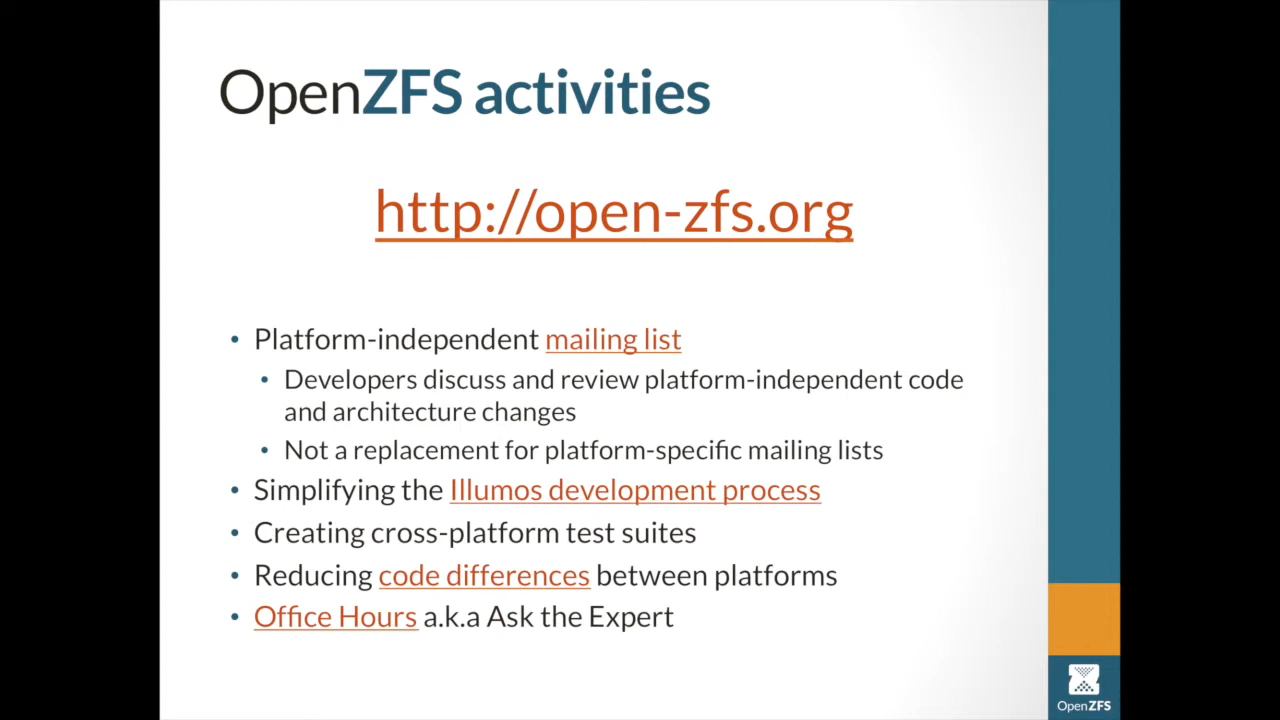 OpenZFS activities
http://open-zfs.org
• Platform-independent mailing list
• Developers discuss and review platform-independent code
and architecture changes
• Not a replacement for platform-specific mailing lists
• Simplifying the Illumos development process
• Creating cross-platform test suites
• Reducing code differences between platforms
• Office Hours a.k.a Ask the Expert
OpenZFS